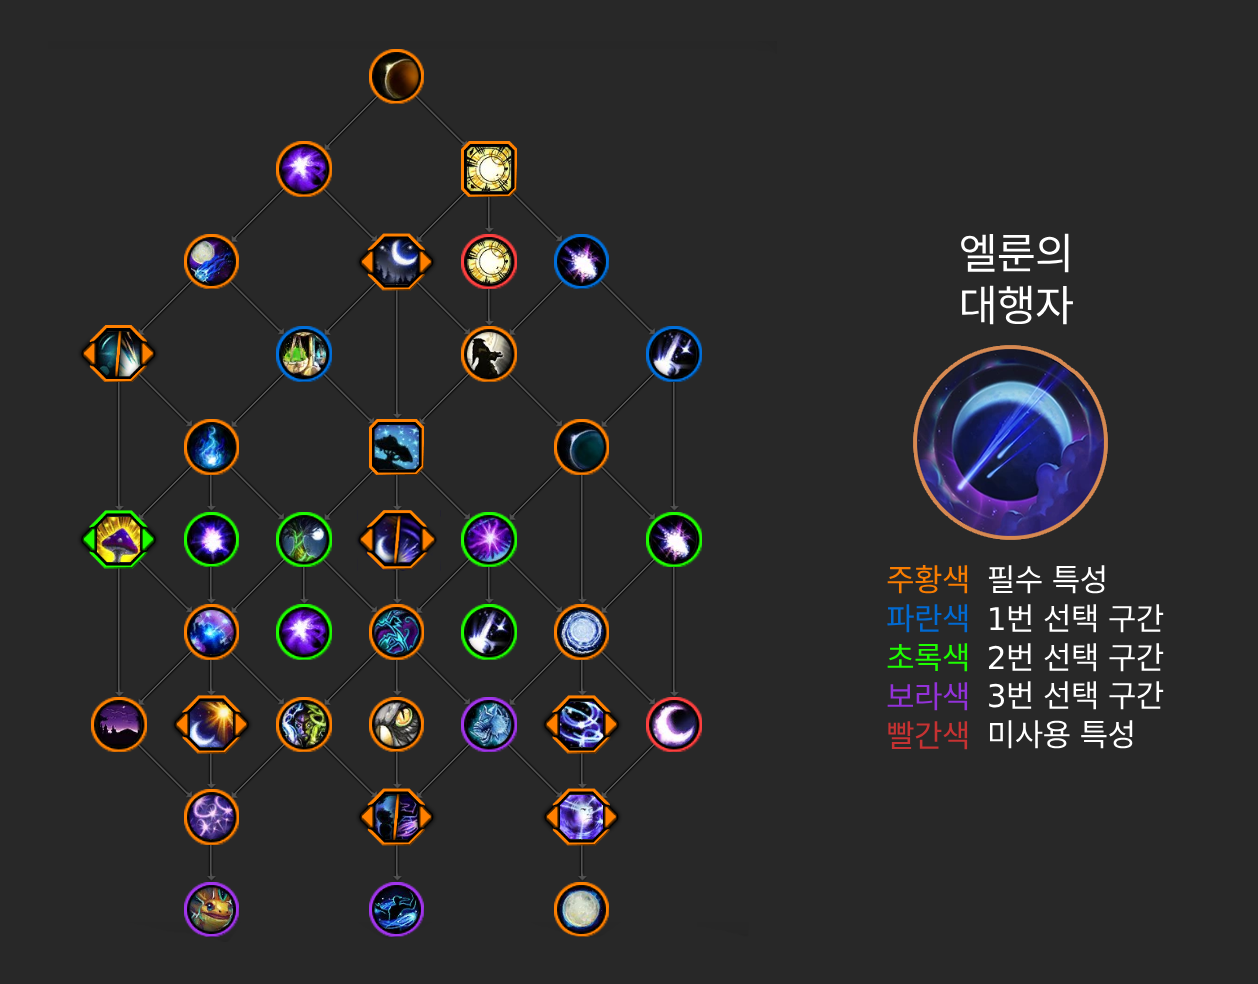 엘룬의
대행자
주황색 필수 특성
파란색 1번 선택 구간
초록색 2번 선택 구간
보라색 3번 선택 구간
빨간색 미사용 특성